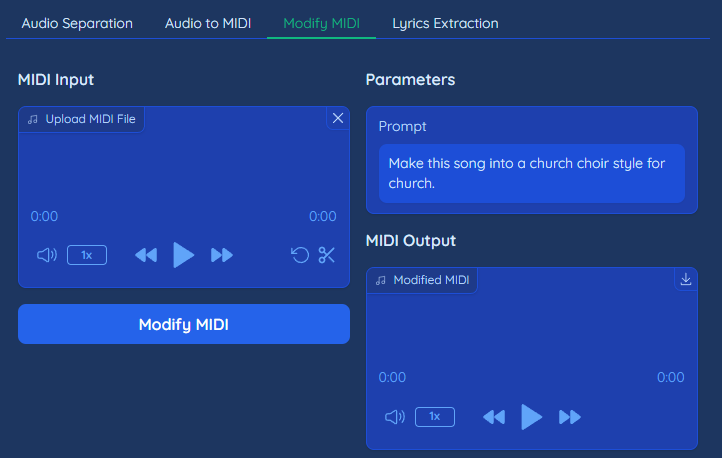 Audio Separation
Audio to MIDI
Modify MIDI
Lyrics Extraction
MIDI Input
Upload MIDI File
0:00
0:00
1x
Modify MIDI
Parameters
Prompt
Make this song into a church choir style for
church.
MIDI Output
Modified MIDI
0:00
0:00
1x